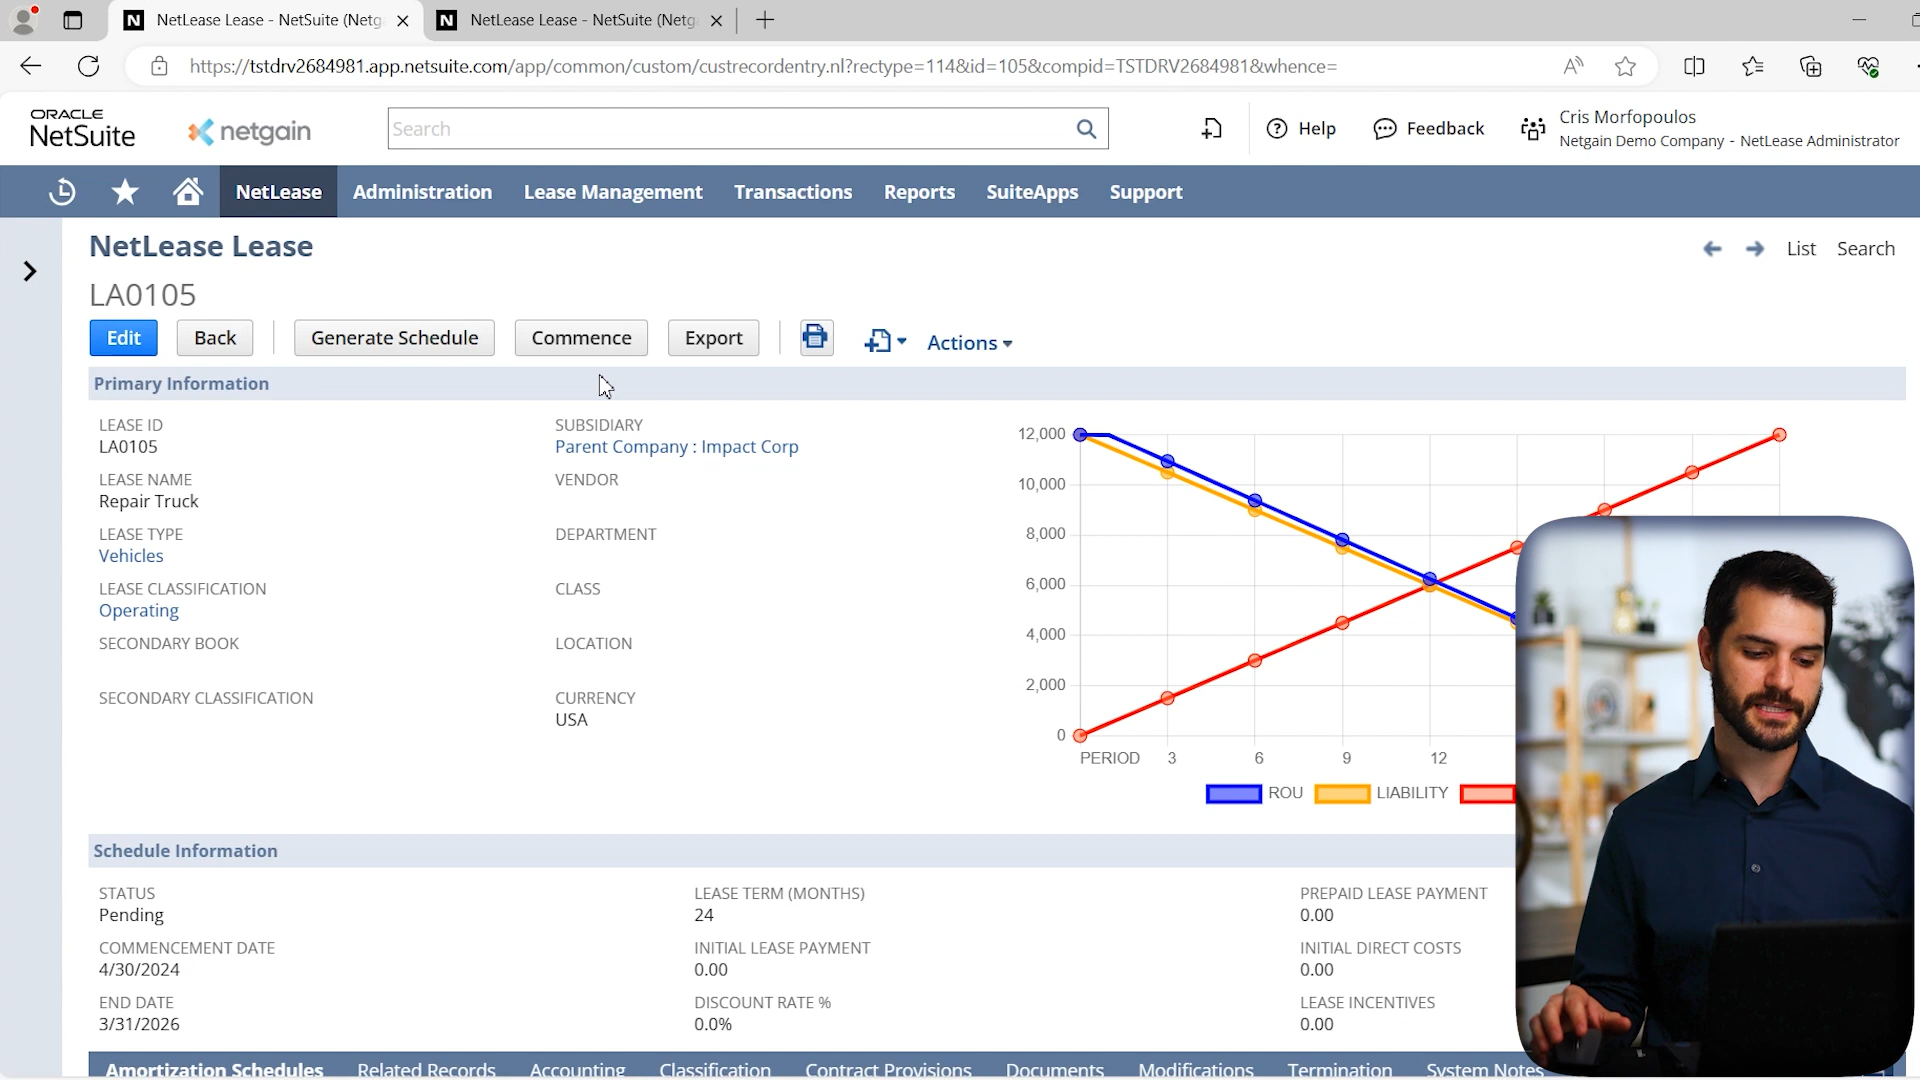 NetLease Lease - NetSuite (Netg
NetLease Lease - NetSuite (Netg
https://tstdrv2684981.app.netsuite.com/app/common/custom/custrecordentry.nl?rectype=114&id=105&compid=TSTDRV2684981&whence=
ORACLE
NetSuite
netgain
Search
Help
Feedback
Cris Morfopoulos
Netgain Demo Company - NetLease Administrator
NetLease
Administration
Lease Management
Transactions
Reports
SuiteApps
Support
NetLease Lease
List
Search
LA0105
Edit
Back
Generate Schedule
Commence
Export
Actions
Primary Information
LEASE ID
LA0105
LEASE NAME
Repair Truck
LEASE TYPE
Vehicles
LEASE CLASSIFICATION
Operating
SECONDARY BOOK
SECONDARY CLASSIFICATION
SUBSIDIARY
Parent Company : Impact Corp
VENDOR
DEPARTMENT
CLASS
LOCATION
CURRENCY
USA
12,000
10,000
8,000
6,000
4,000
2,000
0
PERIOD 3 6 9 12
ROU
LIABILITY
Schedule Information
STATUS
Pending
COMMENCEMENT DATE
4/30/2024
END DATE
3/31/2026
LEASE TERM (MONTHS)
24
INITIAL LEASE PAYMENT
0.00
DISCOUNT RATE %
0.0%
PREPAID LEASE PAYMENT
0.00
INITIAL DIRECT COSTS
0.00
LEASE INCENTIVES
0.00
Amortization Schedules
Related Records
Accounting
Classification
Contract Provisions
Documents
Modifications
Termination
System Notes